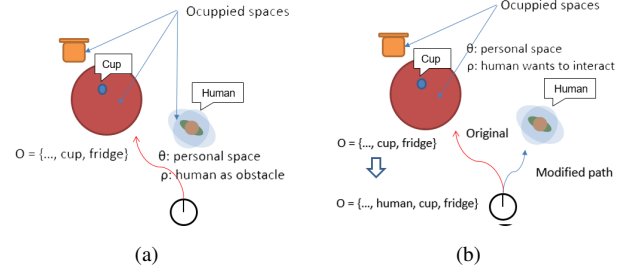 Ocuppied spaces
Cup
Human
O = {..., cup, fridge}
θ: personal space
ρ: human as obstacle
(a)
Ocuppied spaces
θ: personal space
ρ: human wants to interact
Cup
Human
Original
O = {..., cup, fridge}
Modified path
O = {..., human, cup, fridge}
(b)